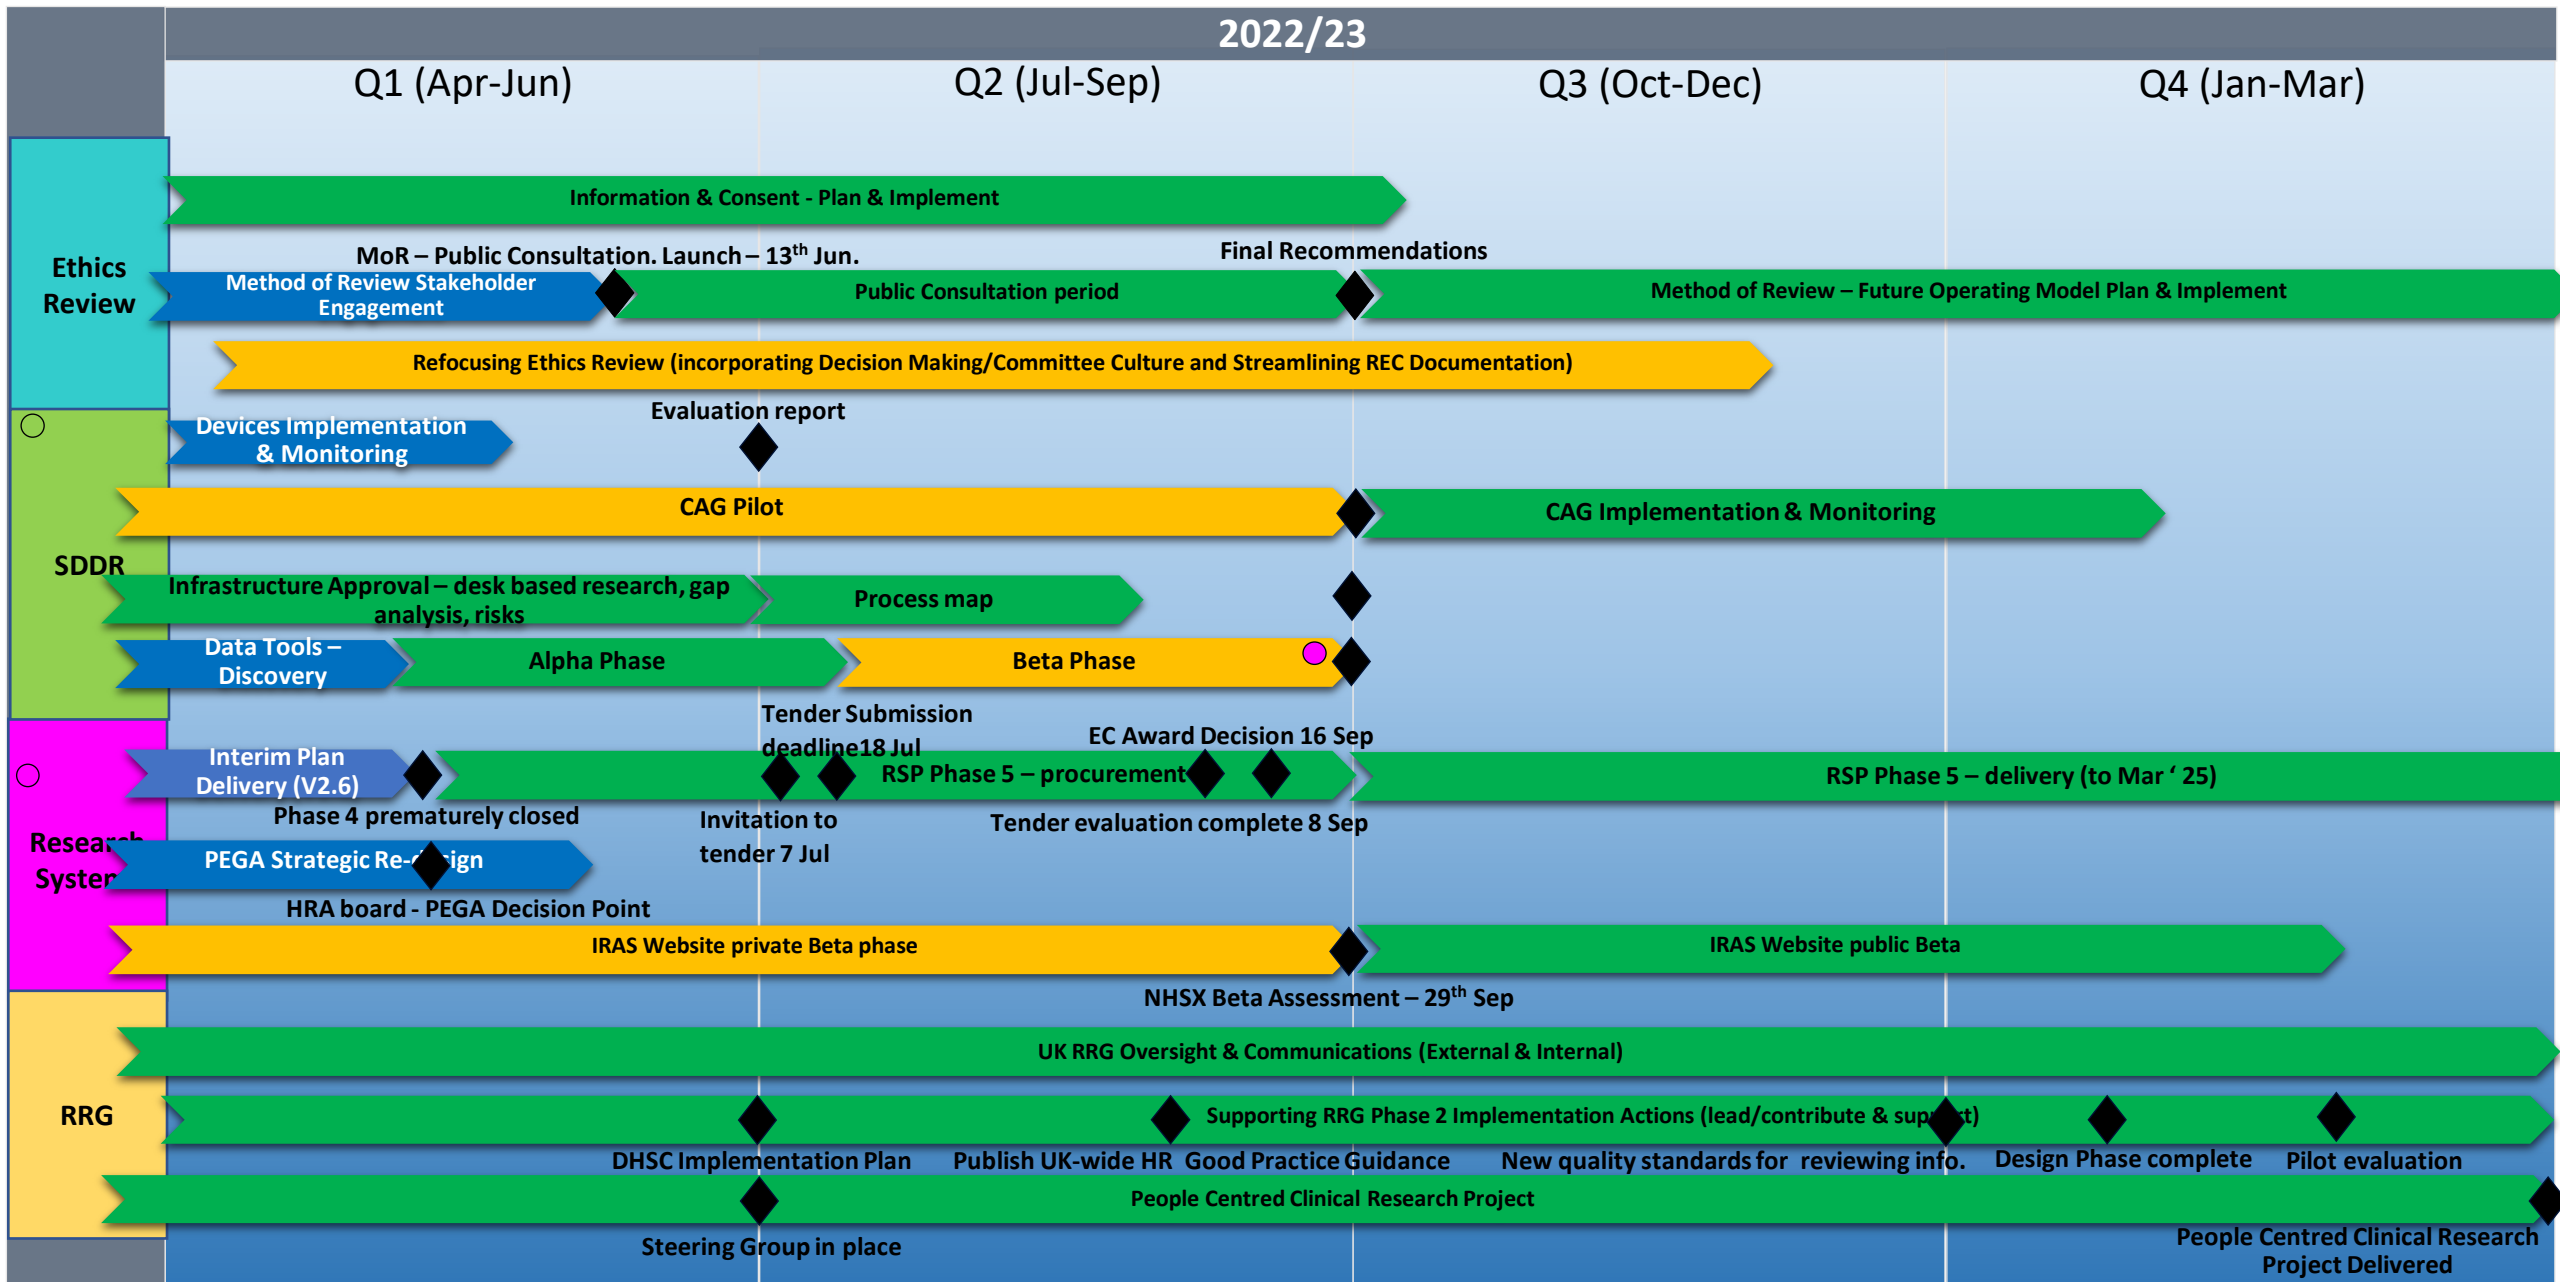 2022/23
Q1 (Apr-Jun)
Q2 (Jul-Sep)
Q3 (Oct-Dec)
Q4 (Jan-Mar)
Ethics
Review
Information & Consent - Plan & Implement
MoR – Public Consultation. Launch – 13th Jun.
Final Recommendations
Method of Review Stakeholder
Engagement
Public Consultation period
Method of Review – Future Operating Model Plan & Implement
Refocusing Ethics Review (incorporating Decision Making/Committee Culture and Streamlining REC Documentation)
SDDR
Evaluation report
Devices Implementation
& Monitoring
CAG Pilot
CAG Implementation & Monitoring
Infrastructure Approval – desk based research, gap
analysis, risks
Process map
Data Tools –
Discovery
Alpha Phase
Beta Phase
Research
System
Tender Submission
deadline18 Jul
EC Award Decision 16 Sep
Interim Plan
Delivery (V2.6)
RSP Phase 5 – procurement
RSP Phase 5 – delivery (to Mar ‘ 25)
Phase 4 prematurely closed
Invitation to
tender 7 Jul
Tender evaluation complete 8 Sep
PEGA Strategic Re-design
HRA board - PEGA Decision Point
IRAS Website private Beta phase
IRAS Website public Beta
NHSX Beta Assessment – 29th Sep
RRG
UK RRG Oversight & Communications (External & Internal)
Supporting RRG Phase 2 Implementation Actions (lead/contribute & support)
DHSC Implementation Plan
Publish UK-wide HR Good Practice Guidance
New quality standards for reviewing info.
Design Phase complete
Pilot evaluation
People Centred Clinical Research Project
Steering Group in place
People Centred Clinical Research
Project Delivered